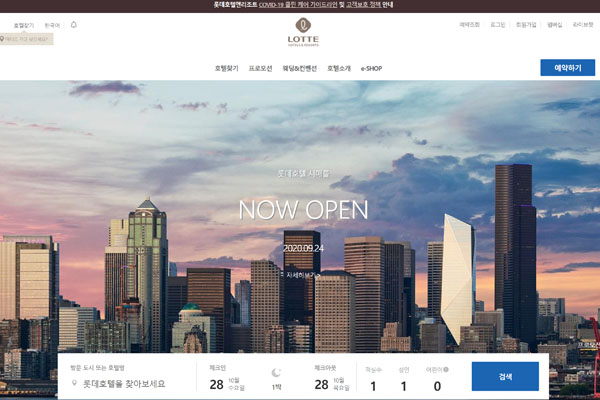 롯데호텔앤리조트 COVID-19 클린 케어 가이드라인 및 고객보호 정책 안내
호텔찾기 한국어
예약조회 로그인 회원가입 멤버십
LOTTE
HOTELS & RESORTS
호텔찾기 프로모션 웨딩&컨벤션 호텔소개 e-SHOP
예약하기
롯데호텔 시애틀
NOW OPEN
2020.09.24
자세히보기
프로모션
방문 도시 또는 호텔명 체크인 체크아웃 객실수 성인 어린이
롯데호텔을 찾아보세요 28 10월 수요일 1박 28 10월 목요일 1 1 0
검색